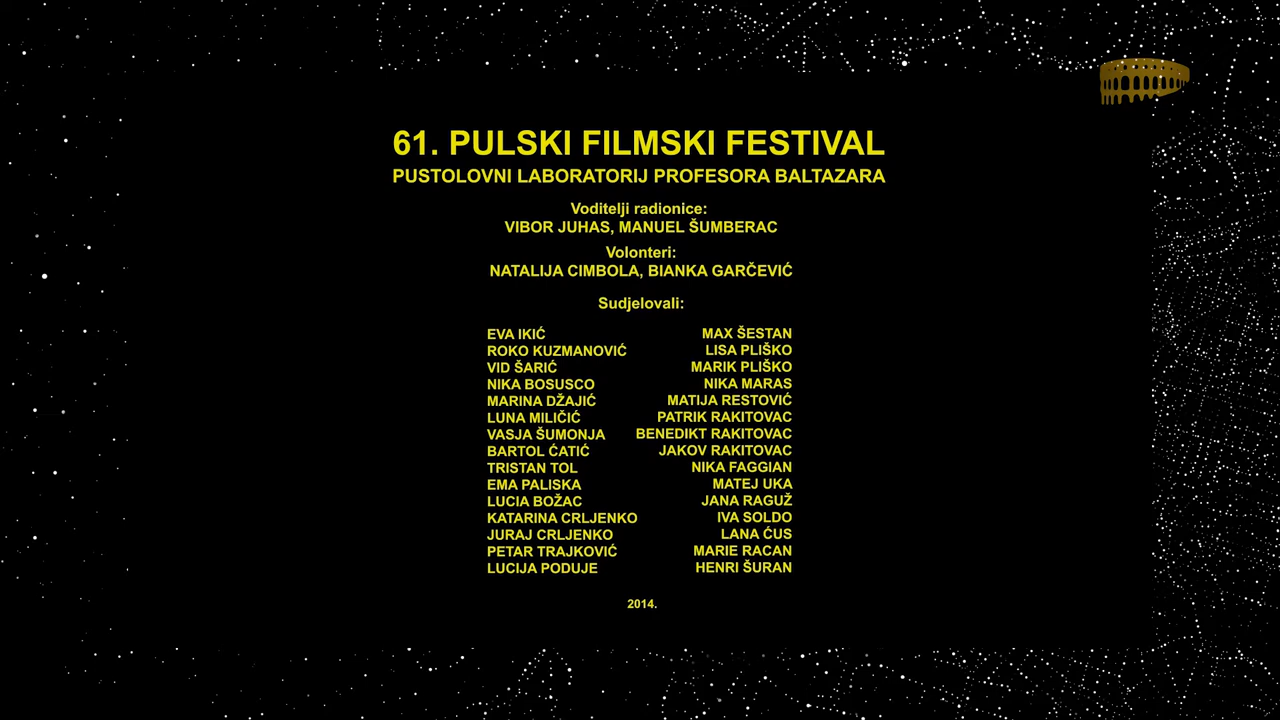 61. PULSKI FILMSKI FESTIVAL
PUSTOLOVNI LABORATORIJ PROFESORA BALTAZARA
Voditelji radionice:
VIBOR JUHAS, MANUEL ŠUMBERAC
Volonteri:
NATALIJA CIMBOLA, BIANKA GARČEVIĆ
Sudjelovali:
EVA IKIĆ
ROKO KUZMANOVIĆ
VID ŠARIĆ
NIKA BOSUSCO
MARINA DŽAJIĆ
LUNA MILIČIĆ
VASJA ŠUMONJA
BARTOL ĆATIĆ
TRISTAN TOL
EMA PALISKA
LUCIA BOŽAC
KATARINA CRLJENKO
JURAJ CRLJENKO
PETAR TRAJKOVIĆ
LUCIJA PODUJE
MAX ŠESTAN
LISA PLIŠKO
MARIK PLIŠKO
NIKA MARAS
MATIJA RESTOVIĆ
PATRIK RAKITOVAC
BENEDIKT RAKITOVAC
JAKOV RAKITOVAC
NIKA FAGGIAN
MATEJ UKA
JANA RAGUŽ
IVA SOLDO
LANA ĆUS
MARIE RACAN
HENRI ŠURAN
2014.